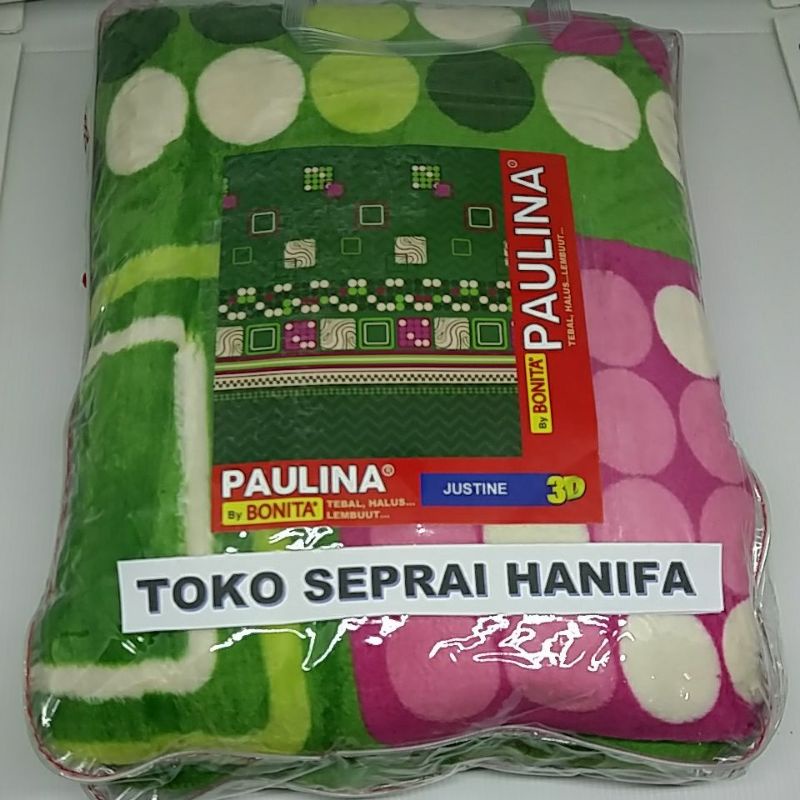 PAULINA®
By BONITA®
TEBAL, HALUS...LEMBUUT...
PAULINA®
By BONITA®
TEBAL, HALUS...
LEMBUUT...
JUSTINE
3D
TOKO SEPRAI HANIFA